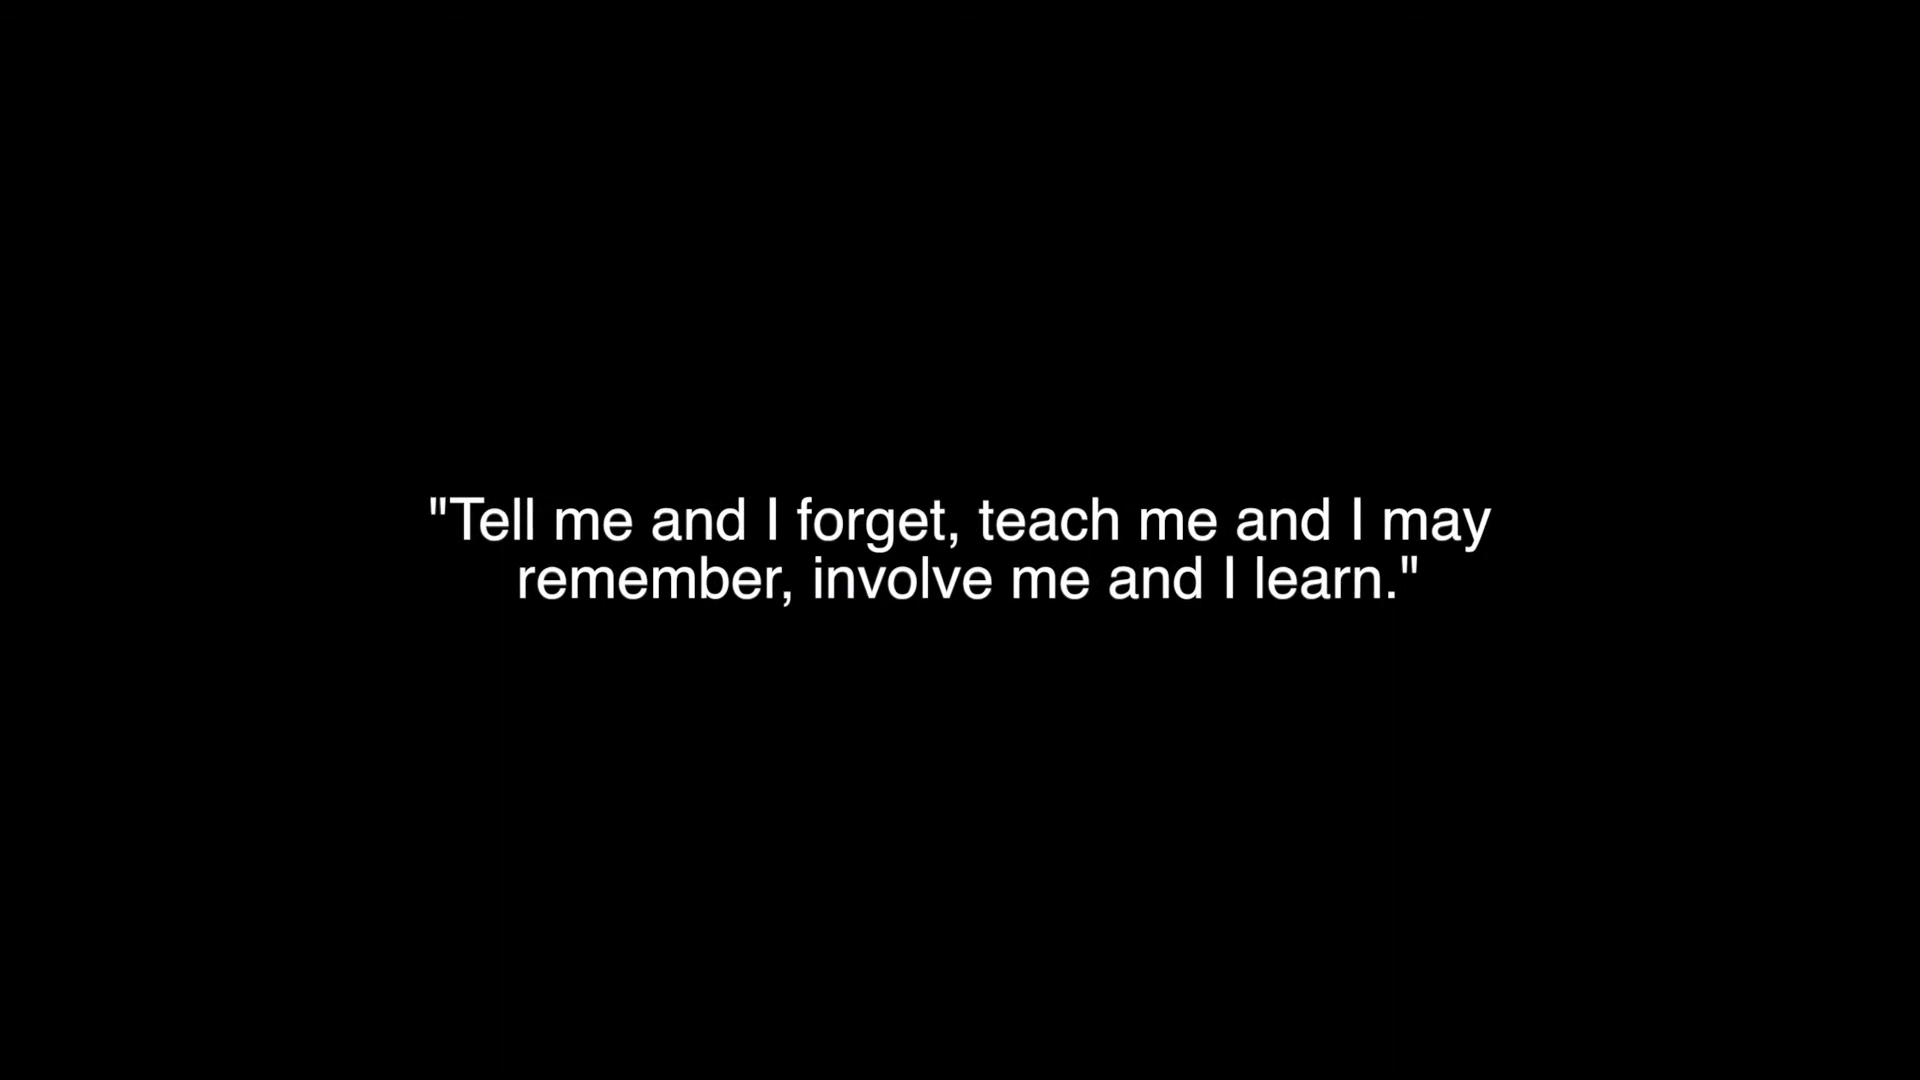 "Tell me and I forget, teach me and I may
remember, involve me and I learn."